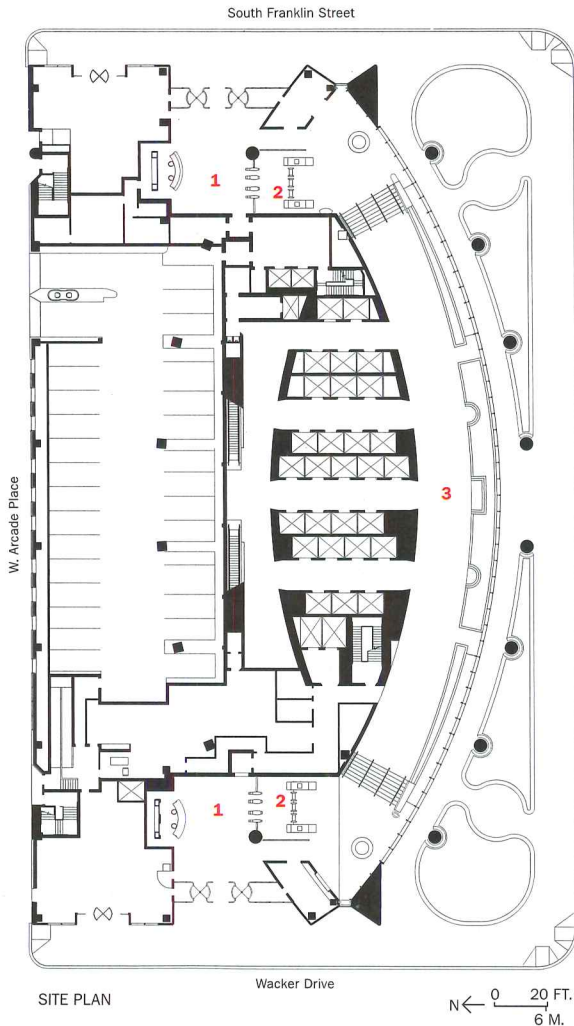 South Franklin Street
1
2
W. Arcade Place
3
1
2
Wacker Drive
SITE PLAN
N
0 20 FT.
6 M.